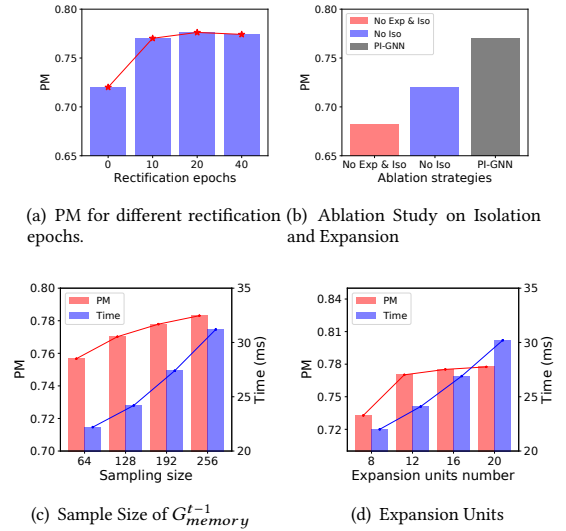 0.80
0.75
0.70
0.65
PM
0 10 20 40
Rectification epochs
0.80
0.75
0.70
0.65
PM
No Exp & Iso
No Iso
PI-GNN
No Exp & Iso No Iso PI-GNN
Ablation strategies
(a) PM for different rectification epochs.
(b) Ablation Study on Isolation and Expansion
0.80
0.78
0.76
0.74
0.72
0.70
PM
PM
Time
35
30
25
20
Time (ms)
64 128 192 256
Sampling size
0.84
0.81
0.78
0.75
0.72
PM
PM
Time
35
30
25
20
Time (ms)
8 12 16 20
Expansion units number
(c) Sample Size of $G_{memory}^{t-1}$
(d) Expansion Units